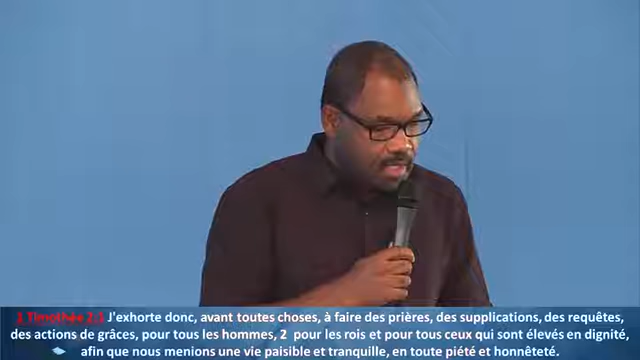 1 Timothée 2:1 J'exhorte donc, avant toutes choses, à faire des prières, des supplications, des requêtes,
des actions de grâces, pour tous les hommes, 2 pour les rois et pour tous ceux qui sont élevés en dignité,
afin que nous menions une vie paisible et tranquille, en toute piété et honnêteté.